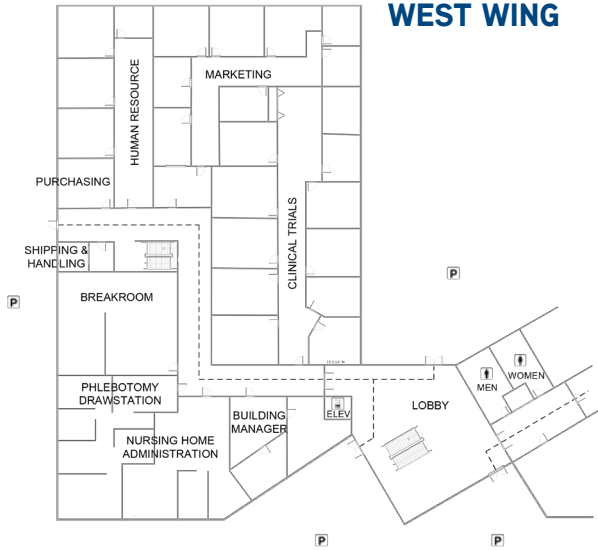 WEST WING
MARKETING
HUMAN RESOURCE
PURCHASING
CLINICAL TRIALS
SHIPPING &
HANDLING
P
P
BREAKROOM
PHLEBOTOMY
DRAWSTATION
NURSING HOME
ADMINISTRATION
BUILDING
MANAGER
ELEV
LOBBY
MEN
WOMEN
P
P